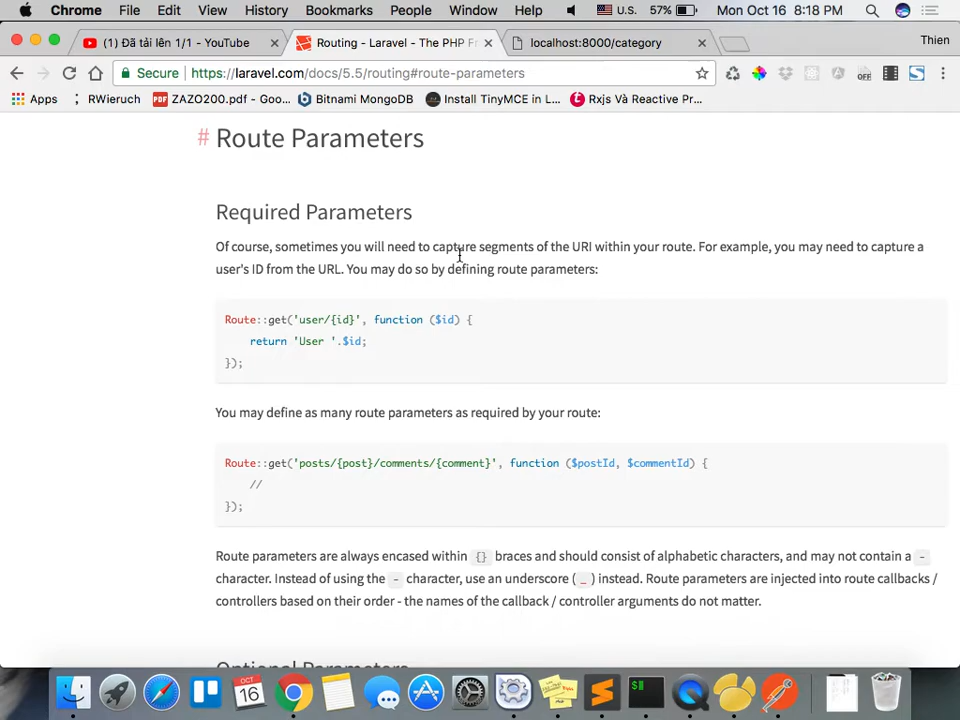 Chrome File Edit View History Bookmarks People Window Help U.S. 57% Mon Oct 16 8:18 PM
(1) Đã tải lên 1/1 - YouTube Routing - Laravel - The PHP Fr localhost:8000/category Thien
Secure https://laravel.com/docs/5.5/routing#route-parameters
Apps RWieruch ZAZO200.pdf - Goo... Bitnami MongoDB Install TinyMCE in L... Rxjs Và Reactive Pr...
# Route Parameters
Required Parameters
Of course, sometimes you will need to capture segments of the URI within your route. For example, you may need to capture a
user's ID from the URL. You may do so by defining route parameters:
Route::get('user/{id}', function ($id) {
return 'User '.$id;
});
You may define as many route parameters as required by your route:
Route::get('posts/{post}/comments/{comment}', function ($postId, $commentId) {
//
});
Route parameters are always encased within {} braces and should consist of alphabetic characters, and may not contain a -
character. Instead of using the - character, use an underscore (_) instead. Route parameters are injected into route callbacks /
controllers based on their order - the names of the callback / controller arguments do not matter.
Optional Parameters
OCT
16